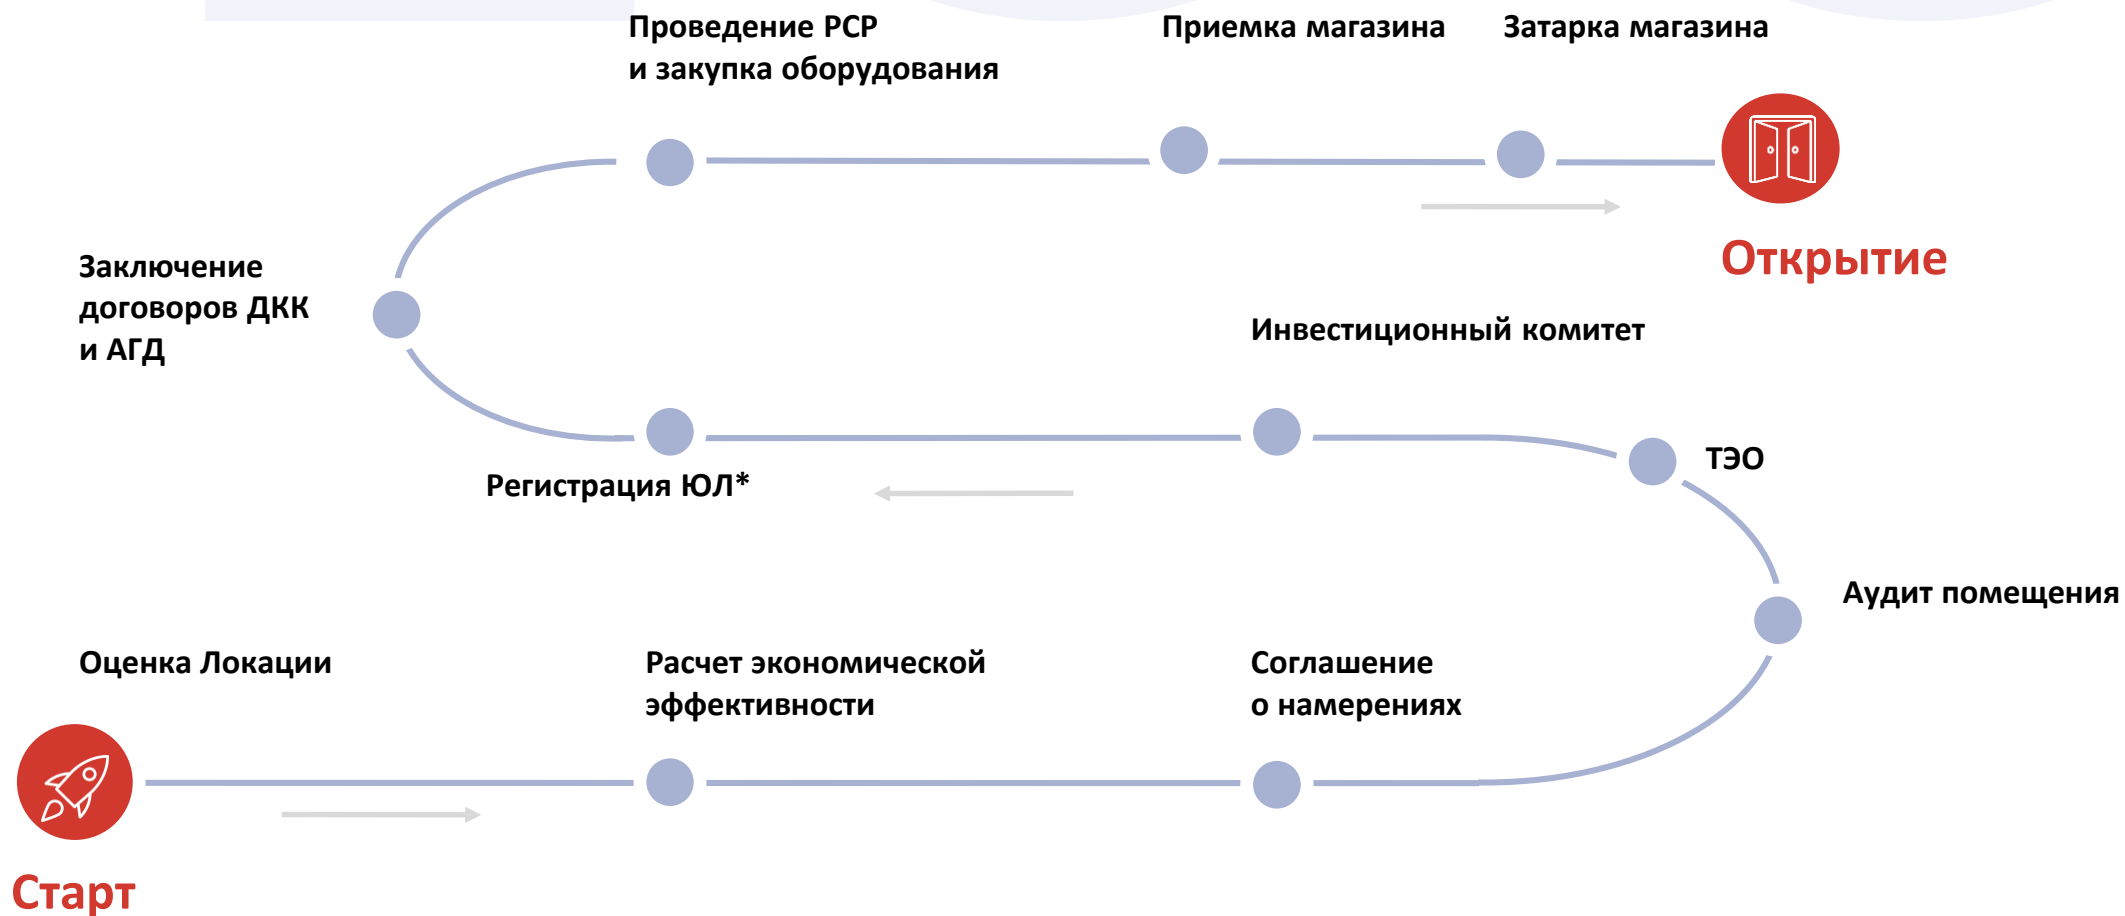 Проведение РСР
и закупка оборудования
Приемка магазина
Затарка магазина
Открытие
Заключение
договоров ДКК
и АГД
Инвестиционный комитет
ТЭО
Регистрация ЮЛ*
Аудит помещения
Оценка Локации
Расчет экономической
эффективности
Соглашение
о намерениях
Старт